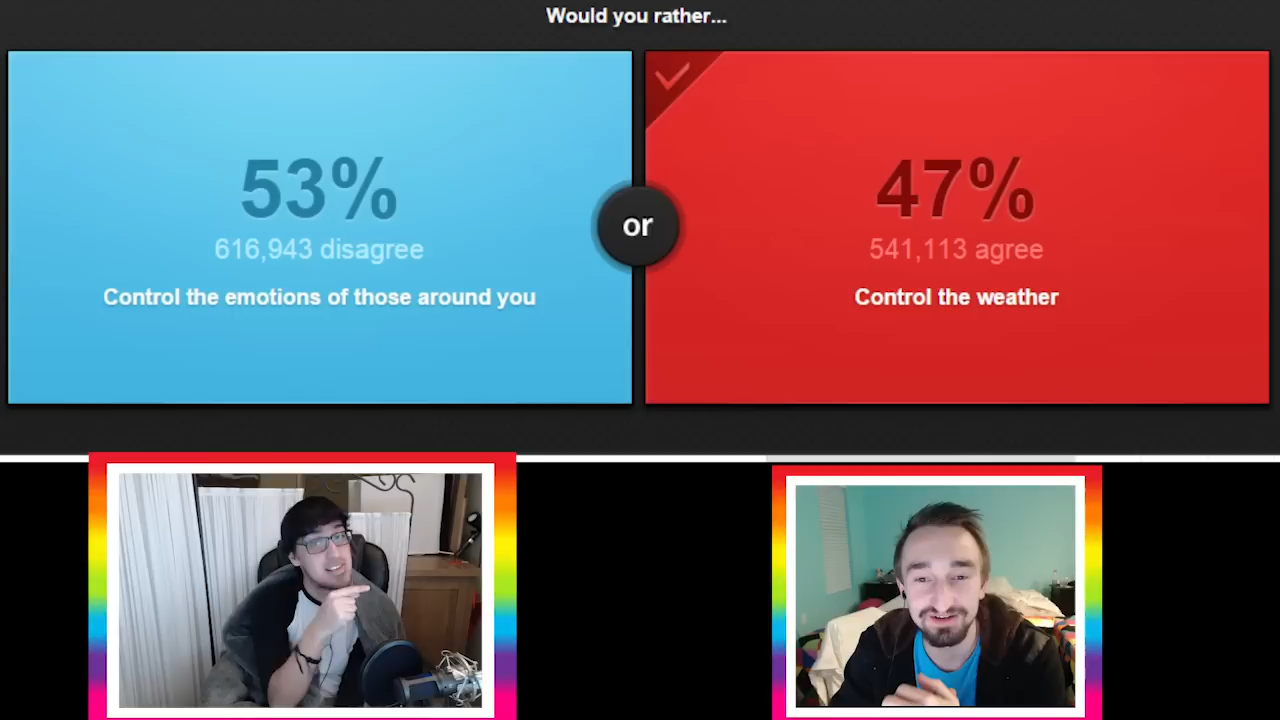 Would you rather...
53%
616,943 disagree
Control the emotions of those around you
or
47%
541,113 agree
Control the weather